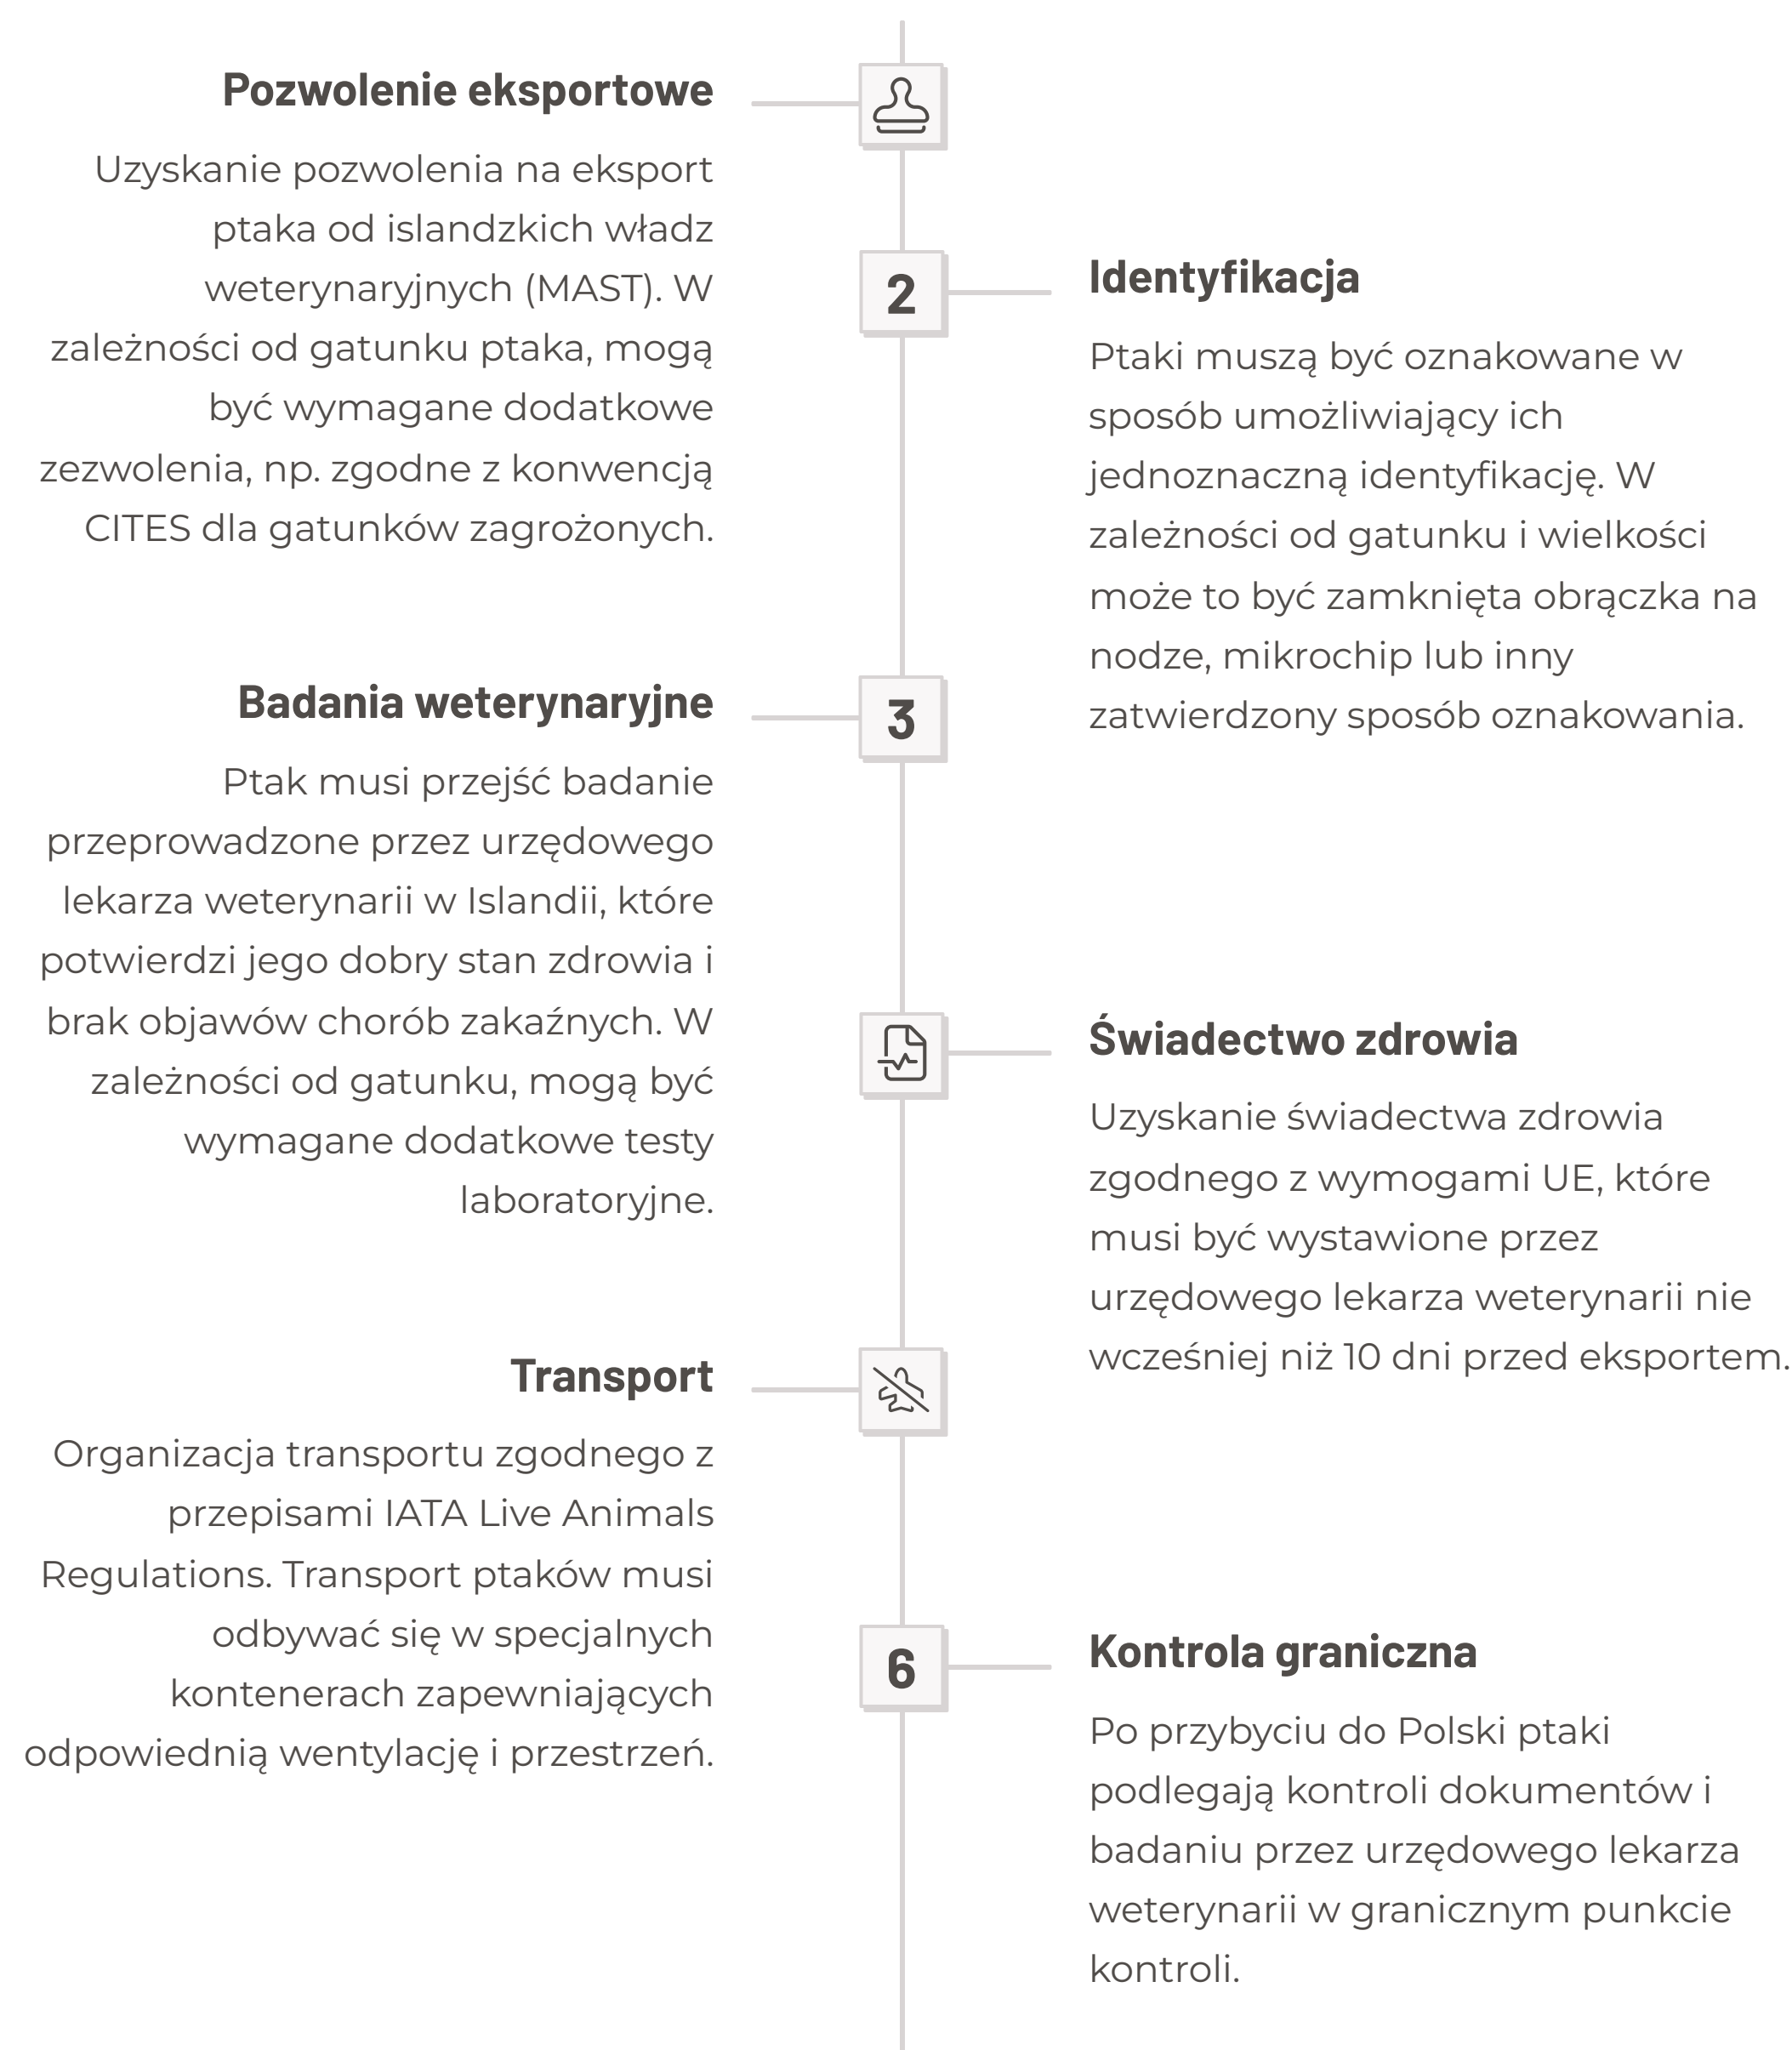 Pozwolenie eksportowe
Uzyskanie pozwolenia na eksport
ptaka od islandzkich władz
weterynaryjnych (MAST). W
zależności od gatunku ptaka, mogą
być wymagane dodatkowe
zezwolenia, np. zgodne z konwencją
CITES dla gatunków zagrożonych.
2
Identyfikacja
Ptaki muszą być oznakowane w
sposób umożliwiający ich
jednoznaczną identyfikację. W
zależności od gatunku i wielkości
może to być zamknięta obrączka na
nodze, mikrochip lub inny
zatwierdzony sposób oznakowania.
3
Badania weterynaryjne
Ptak musi przejść badanie
przeprowadzone przez urzędowego
lekarza weterynarii w Islandii, które
potwierdzi jego dobry stan zdrowia i
brak objawów chorób zakaźnych. W
zależności od gatunku, mogą być
wymagane dodatkowe testy
laboratoryjne.
Świadectwo zdrowia
Uzyskanie świadectwa zdrowia
zgodnego z wymogami UE, które
musi być wystawione przez
urzędowego lekarza weterynarii nie
wcześniej niż 10 dni przed eksportem.
Transport
Organizacja transportu zgodnego z
przepisami IATA Live Animals
Regulations. Transport ptaków musi
odbywać się w specjalnych
kontenerach zapewniających
odpowiednią wentylację i przestrzeń.
6
Kontrola graniczna
Po przybyciu do Polski ptaki
podlegają kontroli dokumentów i
badaniu przez urzędowego lekarza
weterynarii w granicznym punkcie
kontroli.